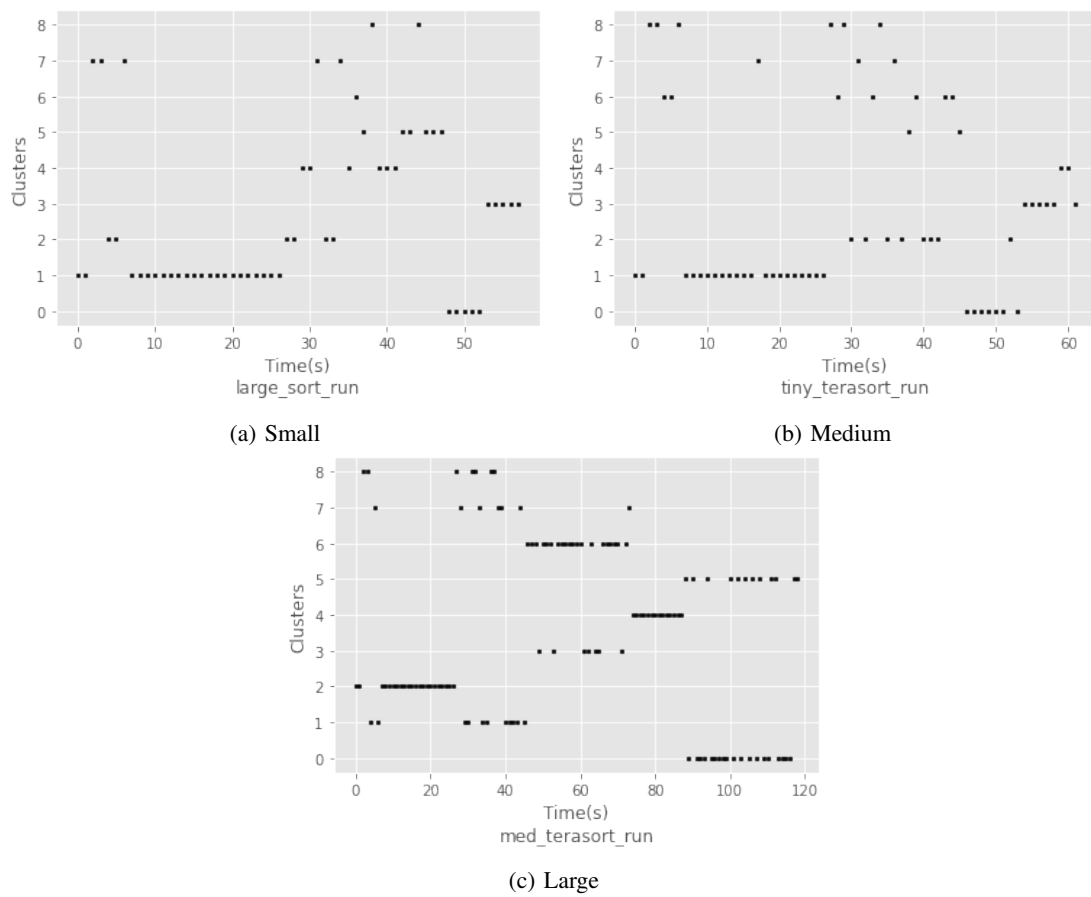 8
7
6
5
4
3
2
1
0
Clusters
0 10 20 30 40 50
Time(s)
large_sort_run
(a) Small
8
7
6
5
4
3
2
1
0
Clusters
0 10 20 30 40 50 60
Time(s)
tiny_terasort_run
(b) Medium
8
7
6
5
4
3
2
1
0
Clusters
0 20 40 60 80 100 120
Time(s)
med_terasort_run
(c) Large